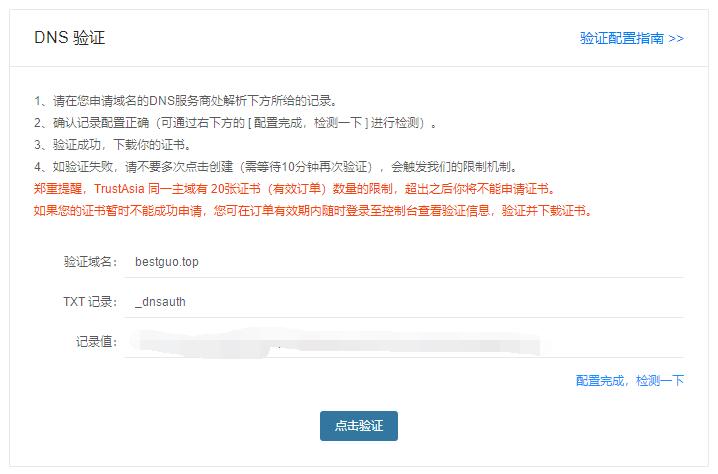 DNS 验证
验证配置指南 >>
1、请在您申请域名的DNS服务商处解析下方所给的记录。
2、确认记录配置正确（可通过右下方的 [ 配置完成，检测一下 ] 进行检测）。
3、验证成功，下载你的证书。
4、如验证失败，请不要多次点击创建（需等待10分钟再次验证），会触发我们的限制机制。
郑重提醒，TrustAsia 同一主域有 20张证书（有效订单）数量的限制，超出之后你将不能申请证书。
如果您的证书暂时不能成功申请，您可在订单有效期内随时登录至控制台查看验证信息，验证并下载证书。
验证域名： bestguo.top
TXT 记录： _dnsauth
记录值：
配置完成，检测一下
点击验证